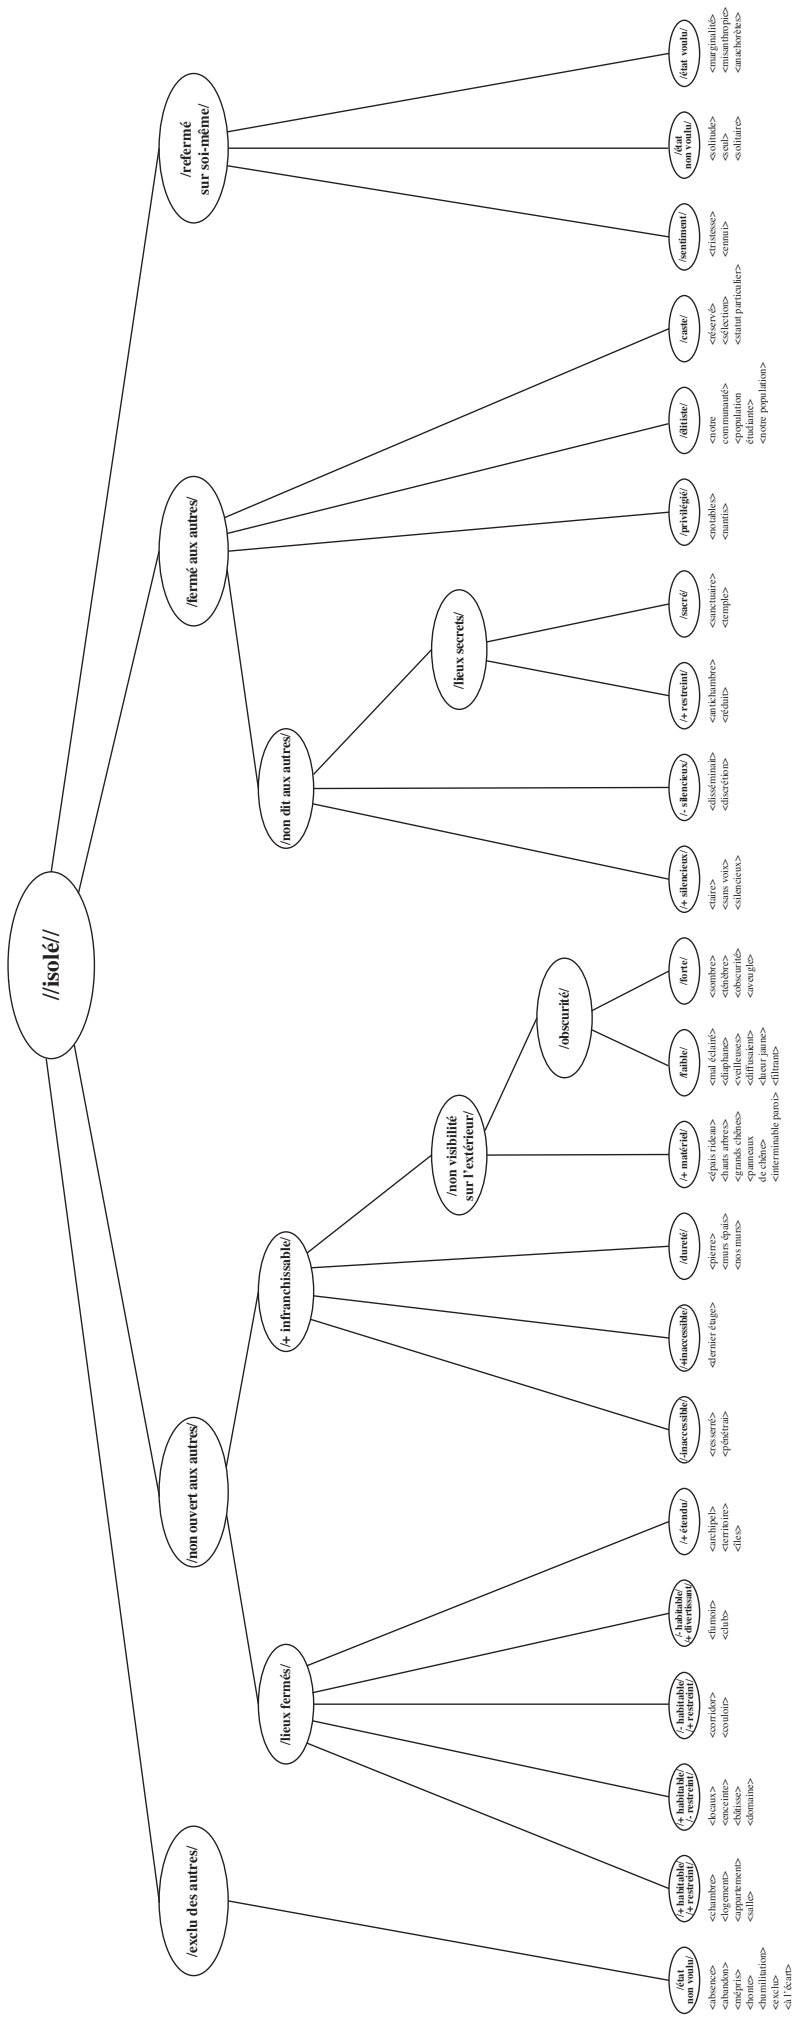 //isolé//
/exclu des autres/
/non ouvert aux autres/
/fermé aux autres/
/refermé
sur soi-même/
/lieux fermés/
/+ infranchissable/
/non dit aux autres/
/non visibilité
sur l'extérieur/
/lieux secrets/
/obscurité/
/état
non voulu/
<absence>
<abandon>
<mépris>
<honte>
<humilitation>
<exclu>
<à l'écart>
/+ habitable/
/+ restreint/
<chambre>
<logement>
<appartement>
<salle>
/+ habitable/
/- restreint/
<locaux>
<enceinte>
<bâtisse>
<domaine>
/- habitable/
/+ restreint/
<corridor>
<couloir>
/- habitable/
/+ divertissant/
<fumoir>
<club>
/+ étendu/
<archipel>
<territoire>
<îles>
/-inaccessible/
<resserré>
<pénétrai>
/+inaccessible/
<dernier étage>
/dureté/
<pierre>
<murs épais>
<nos murs>
/+ matériel/
<épais rideau>
<hauts arbres>
<grands chênes>
<panneaux
de chêne>
<interminable paroi>
/faible/
<mal éclairé>
<diaphane>
<veilleuses>
<diffusaient>
<lueur jaune>
<filtrant>
/forte/
<sombre>
<ténèbre>
<obscurité>
<aveugle>
/+ silencieux/
<taire>
<sans voix>
<silencieux>
/- silencieux/
<disséminait>
<discrétion>
/+ restreint/
<antichambre>
<réduit>
/sacré/
<sanctuaire>
<temple>
/privilégié/
<notables>
<nantis>
/élitiste/
<notre
communauté>
<population
étudiante>
<notre population>
/caste/
<réservé>
<sélection>
<statut particulier>
/sentiment/
<tristesse>
<ennui>
/état
non voulu/
<solitude>
<seul>
<solitaire>
/état voulu/
<marginalité>
<misanthropie>
<anachorètes>